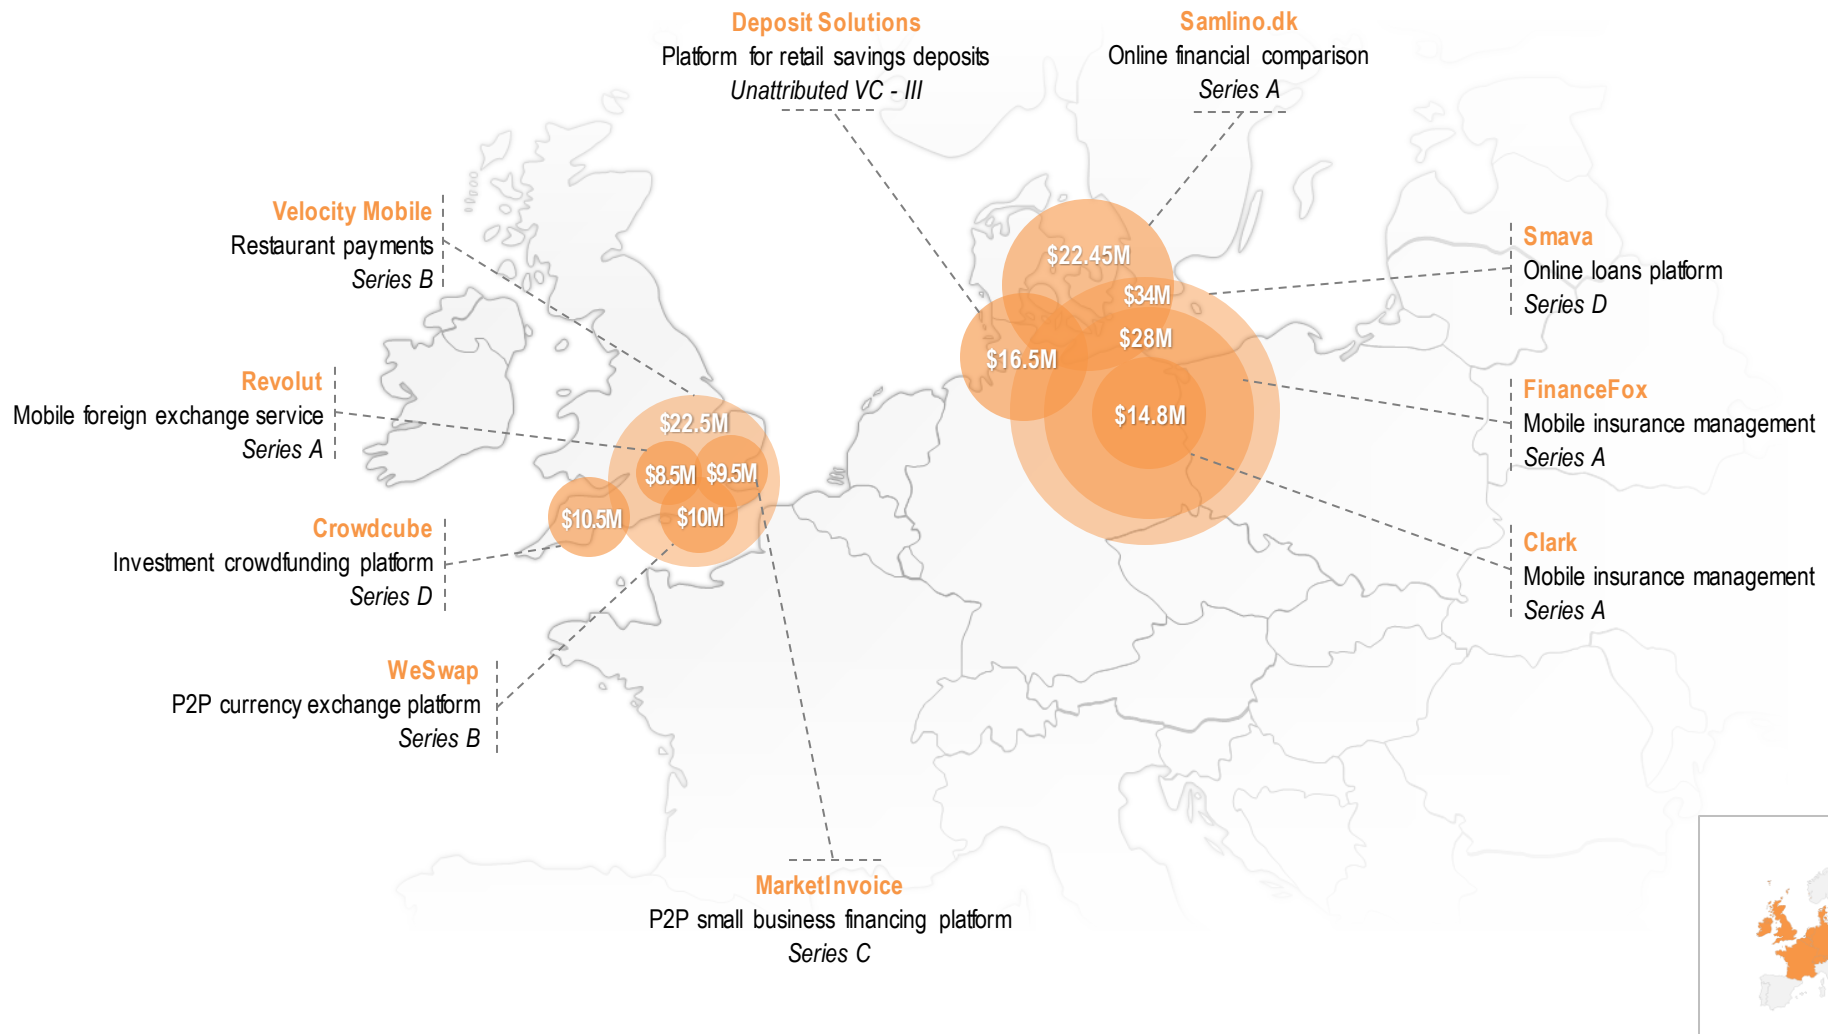 Deposit Solutions
Platform for retail savings deposits
Unattributed VC - III
Samlino.dk
Online financial comparison
Series A
Velocity Mobile
Restaurant payments
Series B
Smava
Online loans platform
Series D
$22.45M
$34M
$28M
$16.5M
$14.8M
Revolut
Mobile foreign exchange service
Series A
FinanceFox
Mobile insurance management
Series A
$22.5M
$8.5M
$9.5M
$10.5M
$10M
Crowdcube
Investment crowdfunding platform
Series D
Clark
Mobile insurance management
Series A
WeSwap
P2P currency exchange platform
Series B
MarketInvoice
P2P small business financing platform
Series C